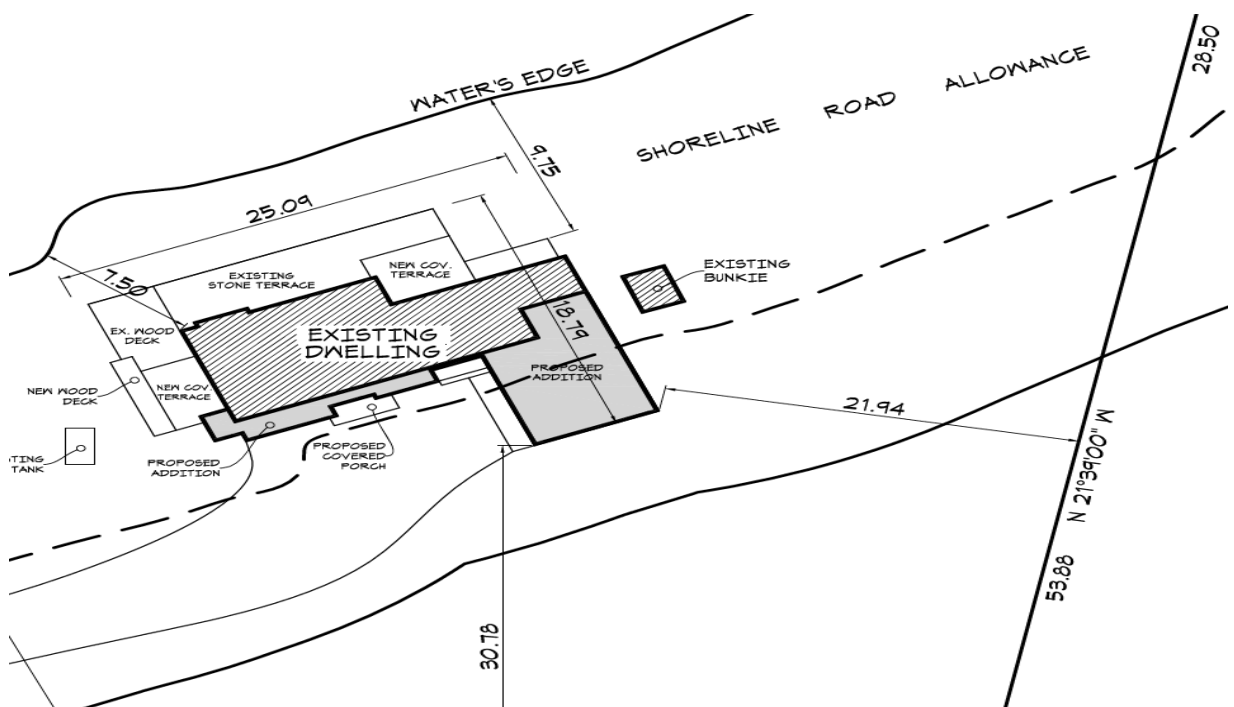 28.50
WATER'S EDGE
SHORELINE ROAD ALLOWANCE
9.75
25.09
7.50
EXISTING
STONE TERRACE
NEW COV.
TERRACE
EXISTING
BUNKIE
EX. WOOD
DECK
EXISTING
DWELLING
18.79
NEW WOOD
DECK
NEW COV.
TERRACE
PROPOSED
ADDITION
21.94
TING
TANK
PROPOSED
ADDITION
PROPOSED
COVERED
PORCH
N 21°39'00" W
53.88
30.78